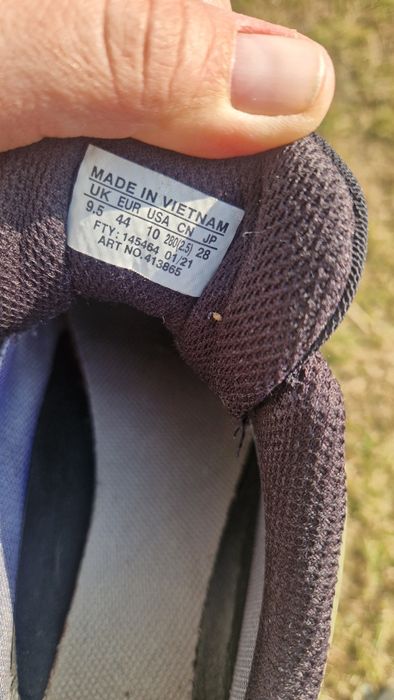 MADE IN VIETNAM
UK EUR USA CN JP
9.5 44 10 280(2.5) 28
FTY: 145464 01/21
ART NO.413865